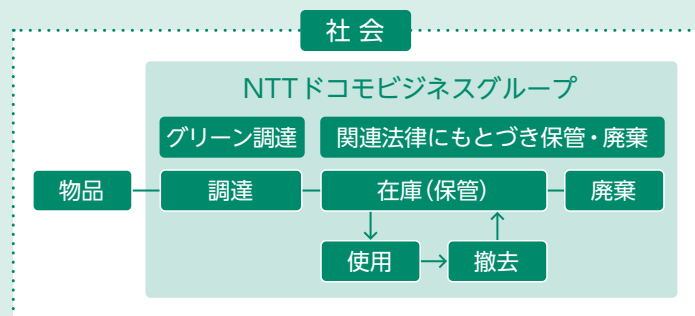 社会
NTTドコモビジネスグループ
グリーン調達
関連法律にもとづき保管・廃棄
物品
調達
在庫(保管)
廃棄
使用
撤去